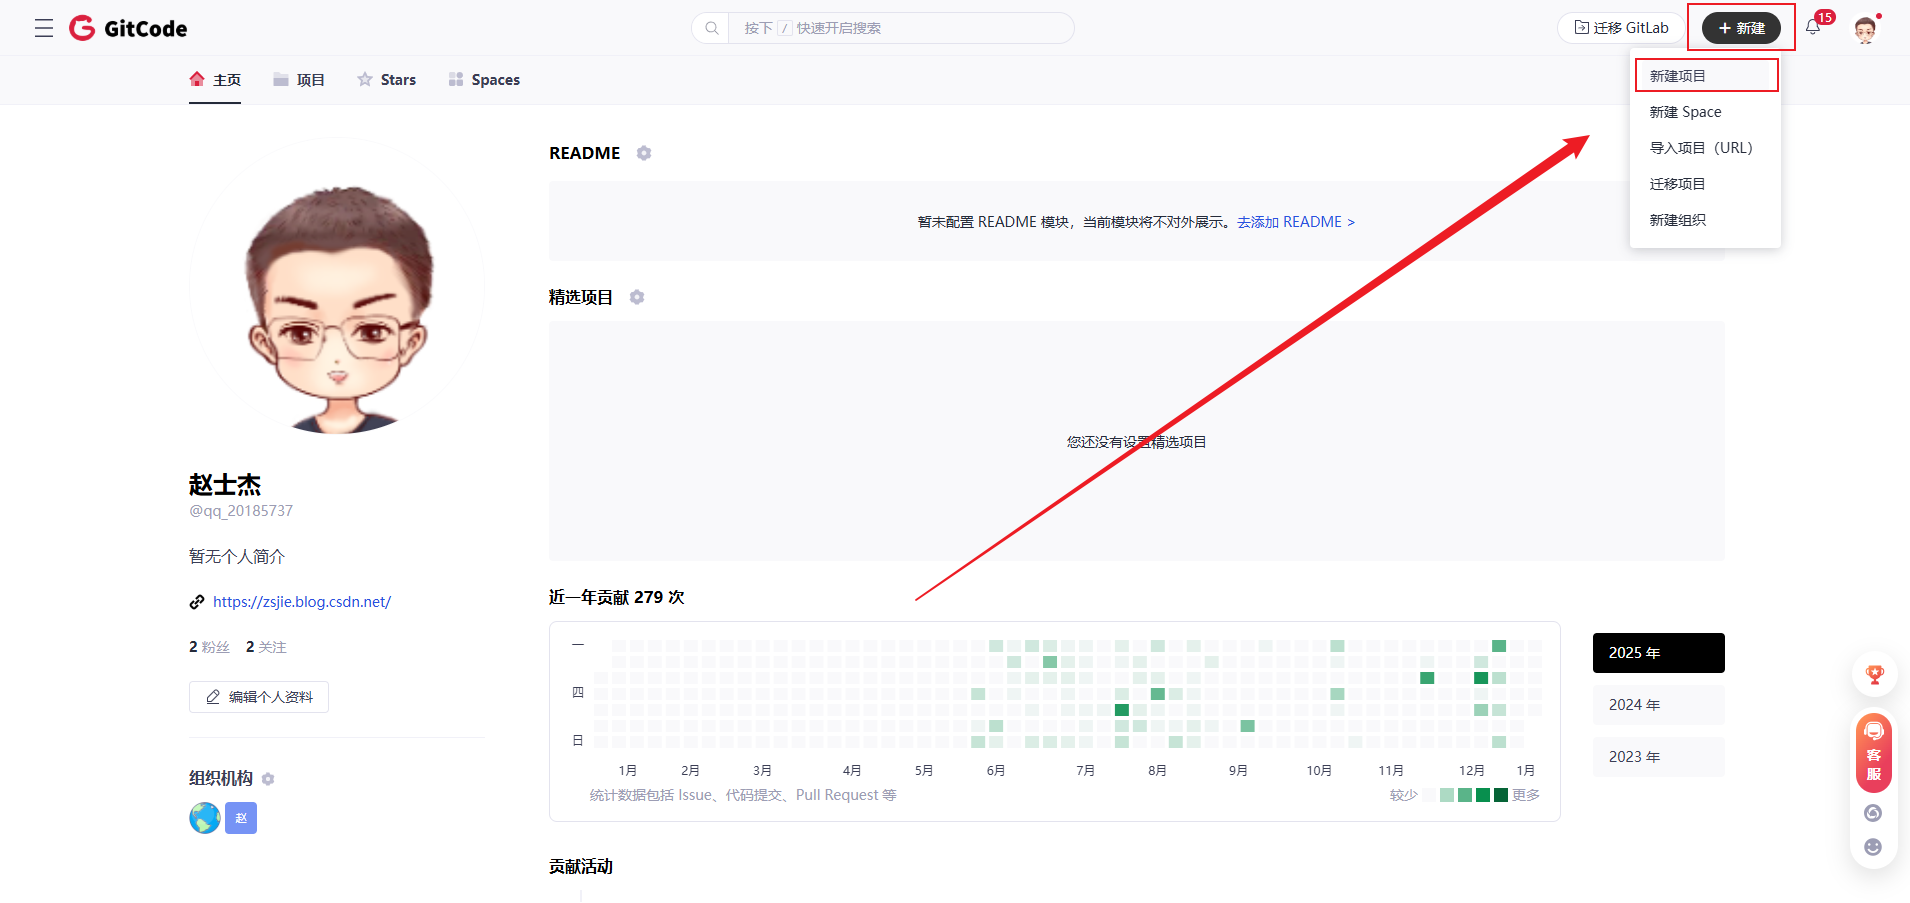 GitCode
按下 / 快速开启搜索
迁移 GitLab
+ 新建
15
主页
项目
Stars
Spaces
新建项目
新建 Space
导入项目（URL）
迁移项目
新建组织
README
暂未配置 README 模块，当前模块将不对外展示。去添加 README >
精选项目
您还没有设置精选项目
赵士杰
@qq_20185737
暂无个人简介
https://zsjie.blog.csdn.net/
2 粉丝 2 关注
编辑个人资料
组织机构
赵
近一年贡献 279 次
一
四
日
1月 2月 3月 4月 5月 6月 7月 8月 9月 10月 11月 12月 1月
统计数据包括 Issue、代码提交、Pull Request 等
较少 更多
2025 年
2024 年
2023 年
客服
贡献活动